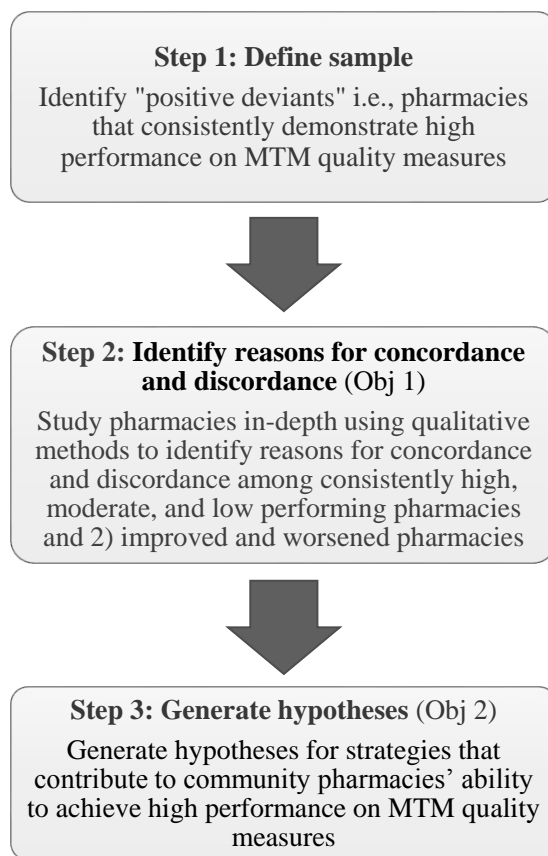 Step 1: Define sample
Identify "positive deviants" i.e., pharmacies
that consistently demonstrate high
performance on MTM quality measures
Step 2: Identify reasons for concordance
and discordance (Obj 1)
Study pharmacies in-depth using qualitative
methods to identify reasons for concordance
and discordance among consistently high,
moderate, and low performing pharmacies
and 2) improved and worsened pharmacies
Step 3: Generate hypotheses (Obj 2)
Generate hypotheses for strategies that
contribute to community pharmacies’ ability
to achieve high performance on MTM quality
measures